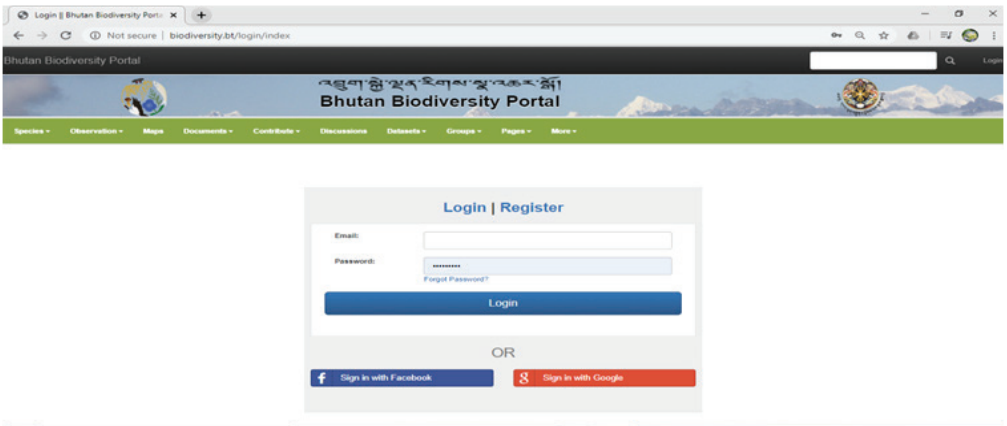 Login || Bhutan Biodiversity Porta
Not secure | biodiversity.bt/login/index
Bhutan Biodiversity Portal
Login
འབྲུག་སྐྱེ་ལྡན་རིགས་སྣ་འཆར་སྒོ།
Bhutan Biodiversity Portal
Species Observation Maps Documents Contribute Discussions Datasets Groups Pages More
Login | Register
Email:
Password:
Forgot Password?
Login
OR
f Sign in with Facebook
8 Sign in with Google